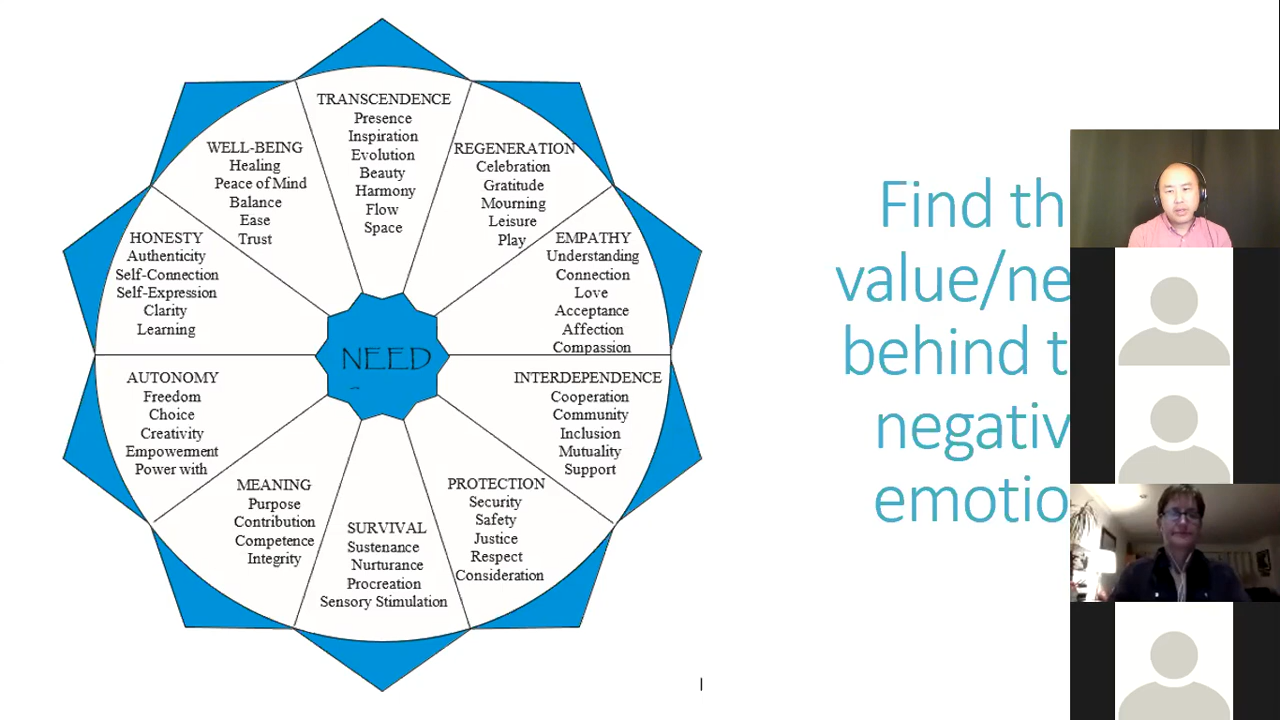 TRANSCENDENCE
Presence
Inspiration
Evolution
Beauty
Harmony
Flow
Space
REGENERATION
Celebration
Gratitude
Mourning
Leisure
Play
EMPATHY
Understanding
Connection
Love
Acceptance
Affection
Compassion
INTERDEPENDENCE
Cooperation
Community
Inclusion
Mutuality
Support
PROTECTION
Security
Safety
Justice
Respect
Consideration
SURVIVAL
Sustenance
Nurturance
Procreation
Sensory Stimulation
MEANING
Purpose
Contribution
Competence
Integrity
AUTONOMY
Freedom
Choice
Creativity
Empowerment
Power with
HONESTY
Authenticity
Self-Connection
Self-Expression
Clarity
Learning
WELL-BEING
Healing
Peace of Mind
Balance
Ease
Trust
NEED
Find th
value/ne
behind t
negativ
emotio